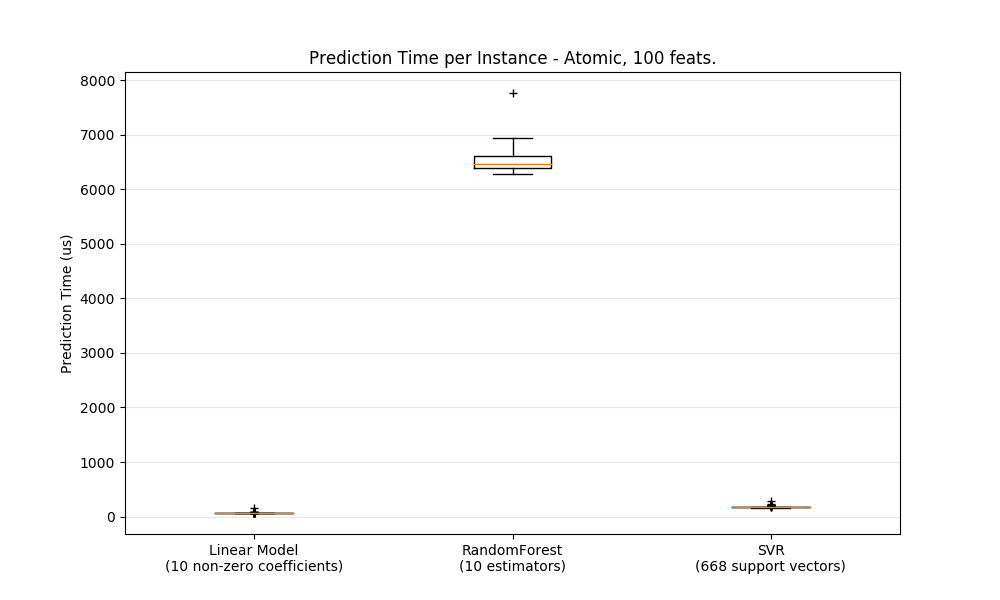 Prediction Time per Instance - Atomic, 100 feats.
8000
7000
6000
5000
4000
3000
2000
1000
0
Prediction Time (us)
Linear Model
(10 non-zero coefficients)
RandomForest
(10 estimators)
SVR
(668 support vectors)